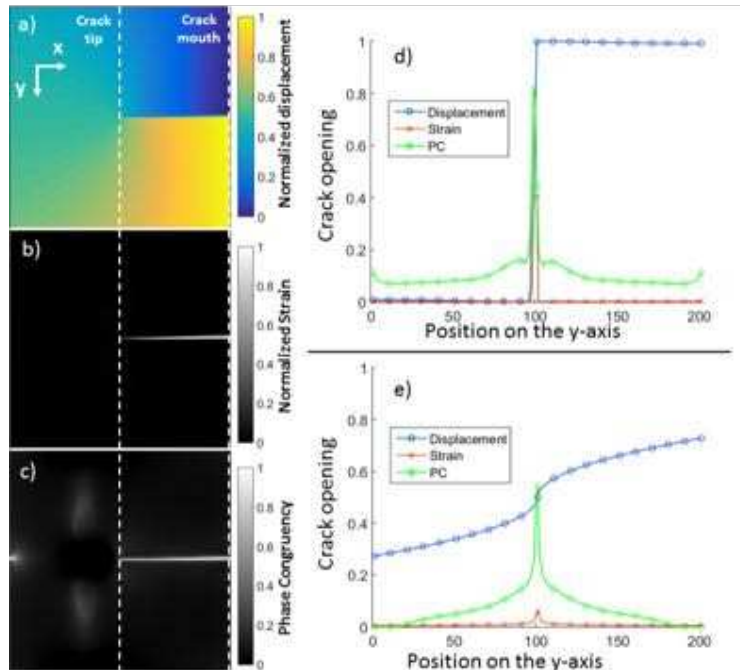 a)
Crack
tip
Crack
mouth
x
y
1
0.8
0.6
0.4
0.2
0
Normalized displacement
b)
1
0.8
0.6
0.4
0.2
0
Normalized Strain
c)
1
0.8
0.6
0.4
0.2
0
Phase Congruency
d)
1
0.8
0.6
0.4
0.2
0
Crack opening
Displacement
Strain
PC
0 50 100 150 200
Position on the y-axis
e)
1
0.8
0.6
0.4
0.2
0
Crack opening
Displacement
Strain
PC
0 50 100 150 200
Position on the y-axis